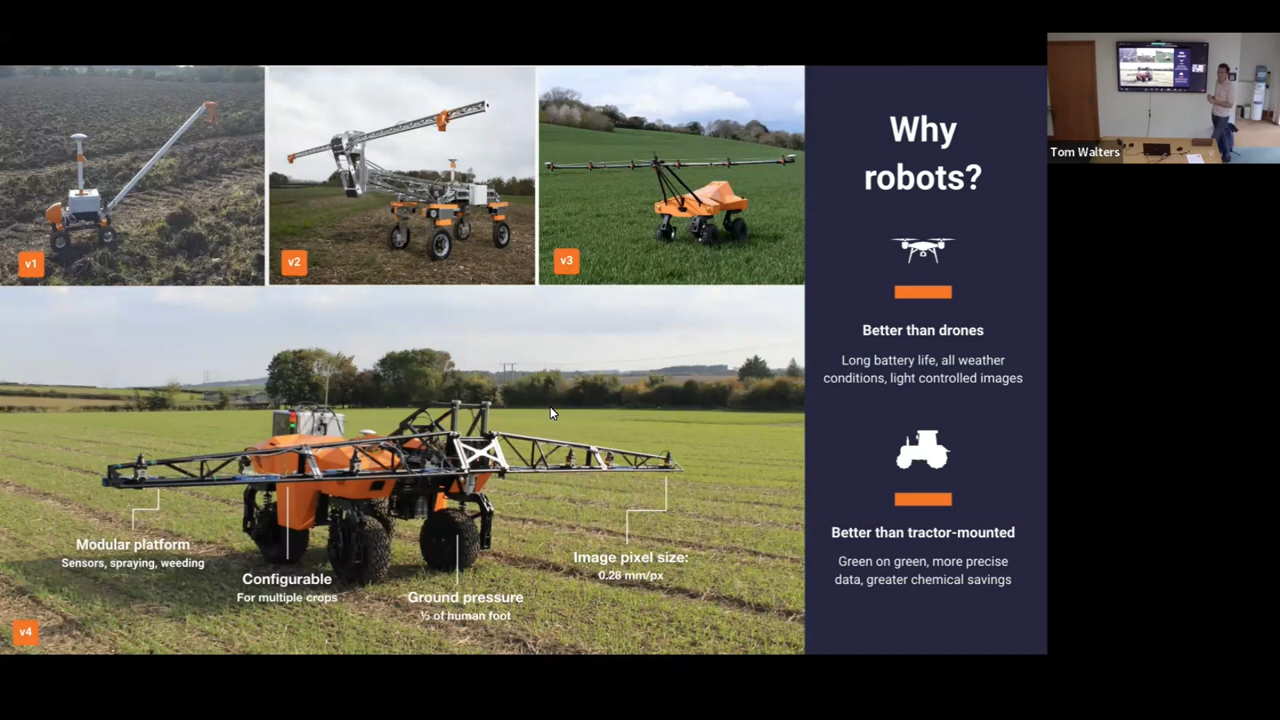 v1
v2
v3
Modular platform
Sensors, spraying, weeding
Configurable
For multiple crops
Ground pressure
⅓ of human foot
Image pixel size:
0.28 mm/px
v4
Why
robots?
Better than drones
Long battery life, all weather
conditions, light controlled images
Better than tractor-mounted
Green on green, more precise
data, greater chemical savings
Tom Walters